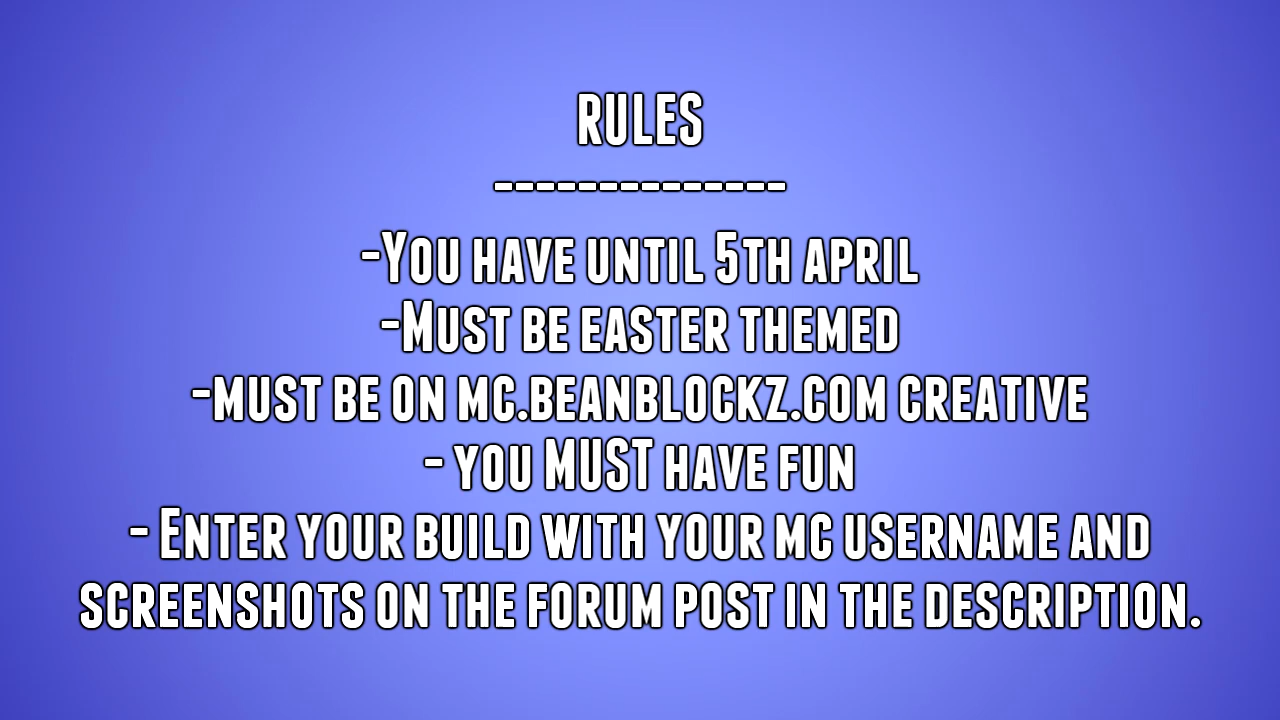 RULES
--------------
-You have until 5th april
-Must be easter themed
-must be on mc.beanblockz.com creative
- you MUST have fun
- Enter your build with your mc username and
screenshots on the forum post in the description.